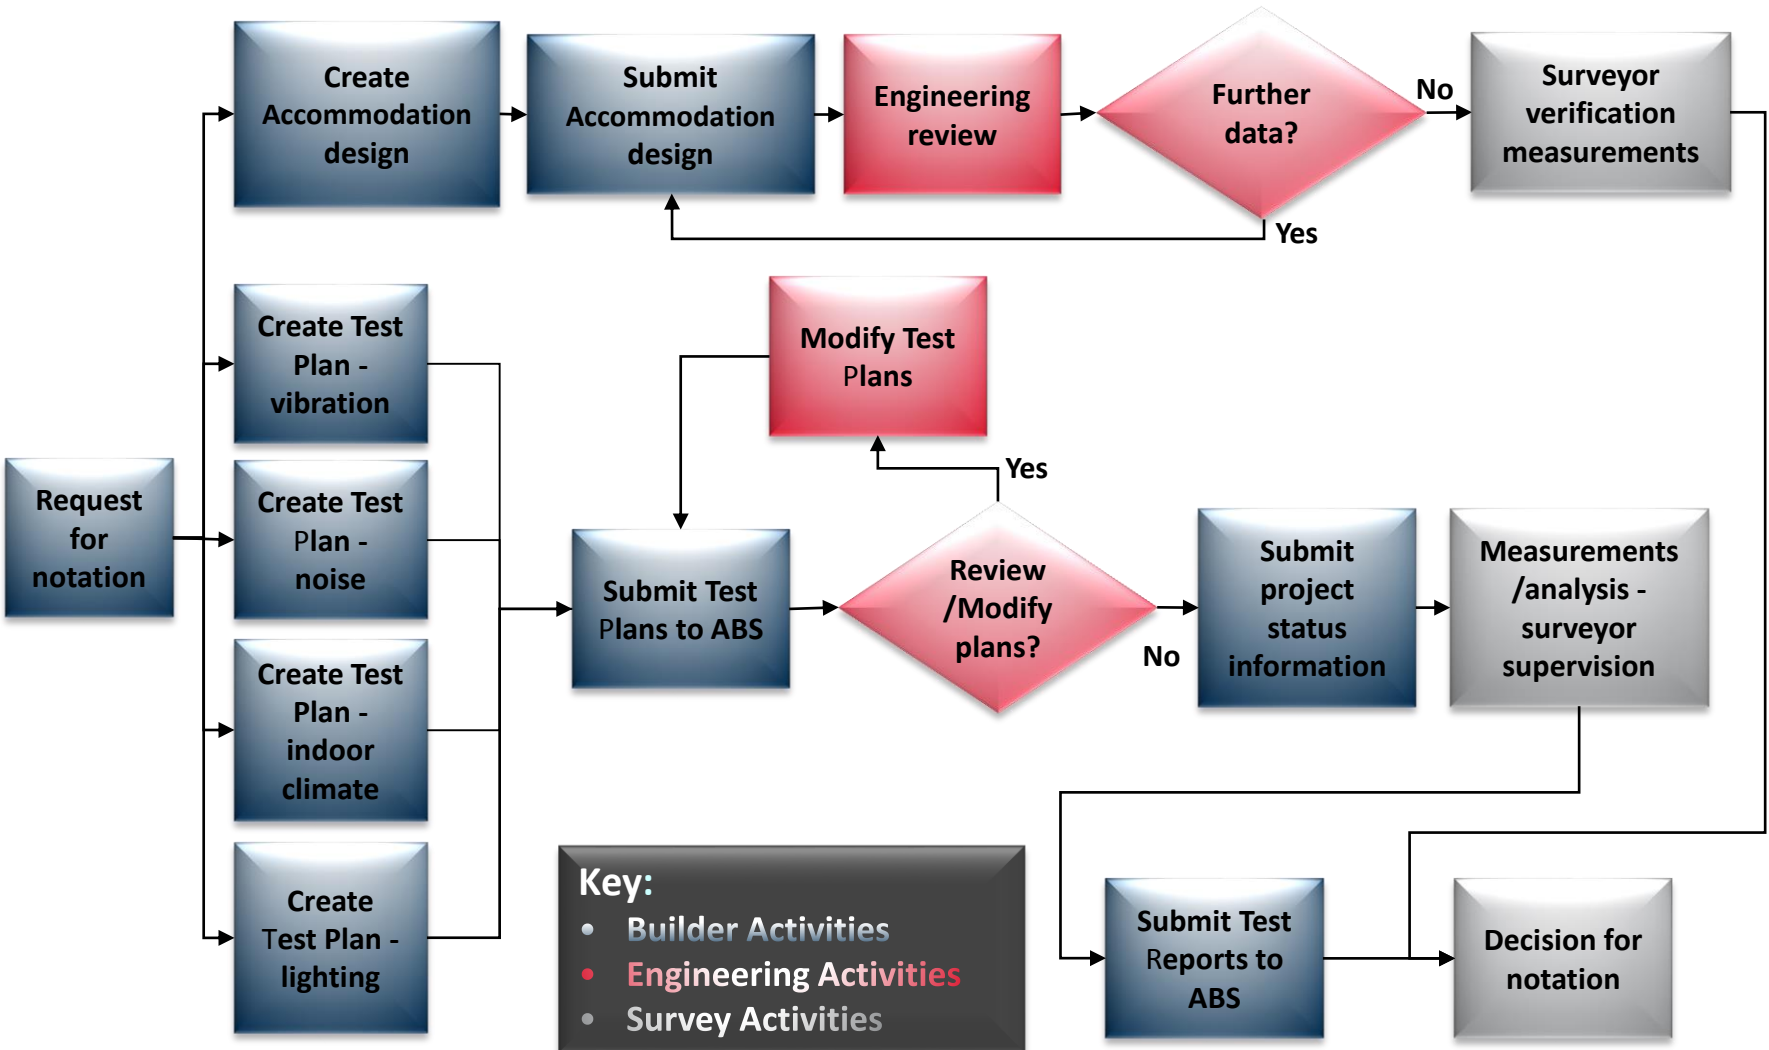 Create
Accommodation
design
Submit
Accommodation
design
Engineering
review
Further
data?
No
Surveyor
verification
measurements
Yes
Create Test
Plan -
vibration
Modify Test
Plans
Yes
Request
for
notation
Create Test
Plan -
noise
Submit Test
Plans to ABS
Review
/Modify
plans?
No
Submit
project
status
information
Measurements
/analysis -
surveyor
supervision
Create Test
Plan -
indoor
climate
Create
Test Plan -
lighting
Key:
• Builder Activities
• Engineering Activities
• Survey Activities
Submit Test
Reports to
ABS
Decision for
notation